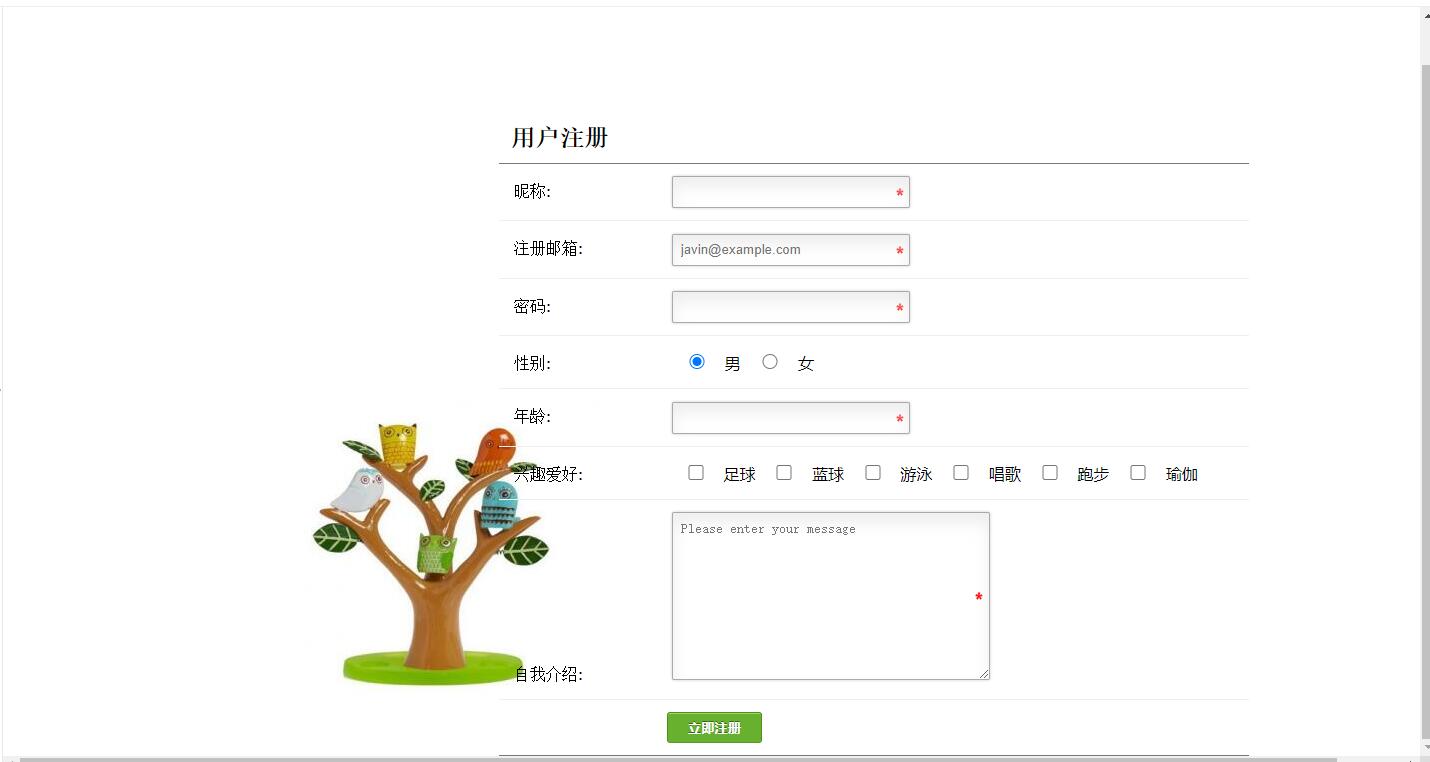 用户注册
昵称:
*
注册邮箱: javin@example.com *
密码: *
性别: 男 女
年龄: *
兴趣爱好: 足球 蓝球 游泳 唱歌 跑步 瑜伽
Please enter your message
*
自我介绍:
立即注册